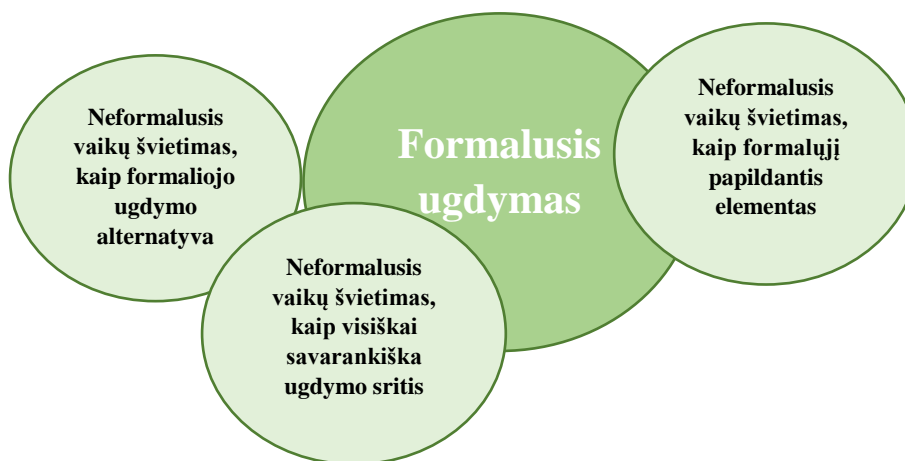 Neformalusis
vaikų švietimas,
kaip formaliojo
ugdymo
alternatyva
Formalusis
ugdymas
Neformalusis
vaikų švietimas,
kaip formalųjį
papildantis
elementas
Neformalusis
vaikų švietimas,
kaip visiškai
savarankiška
ugdymo sritis